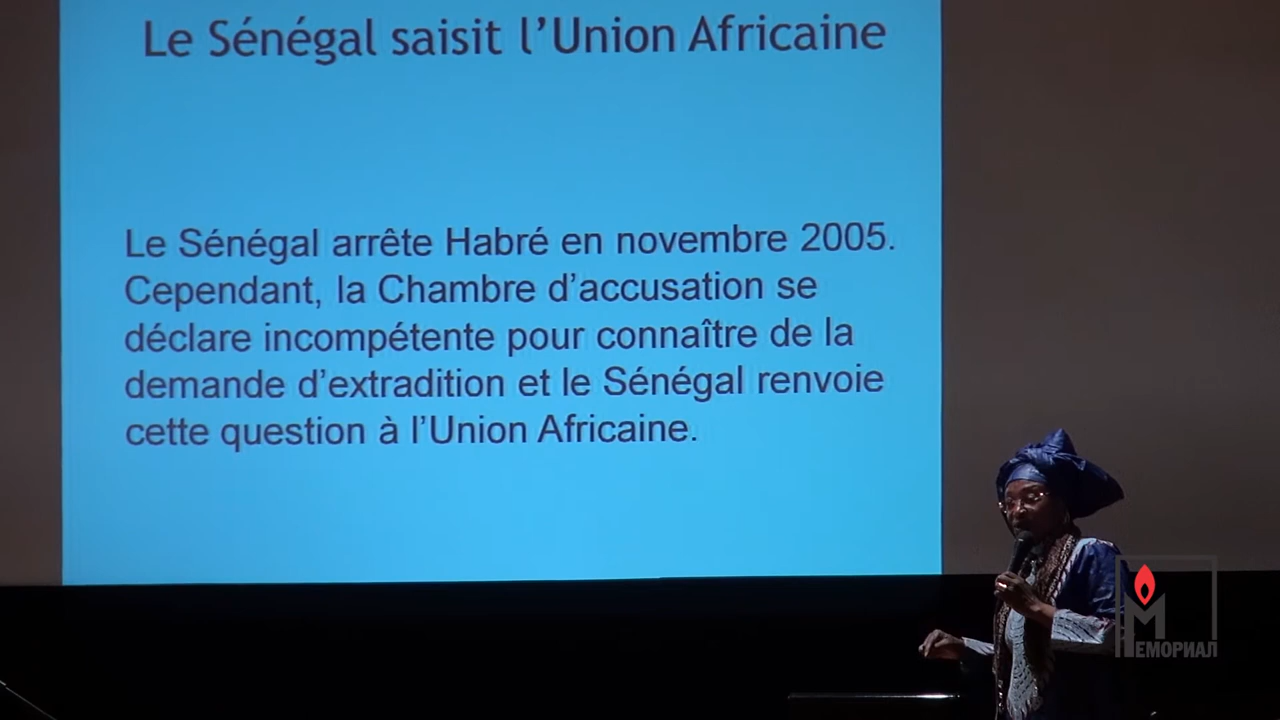 Le Sénégal saisit l'Union Africaine
Le Sénégal arrête Habré en novembre 2005.
Cependant, la Chambre d'accusation se
déclare incompétente pour connaître de la
demande d'extradition et le Sénégal renvoie
cette question à l'Union Africaine.
МЕМОРИАЛ